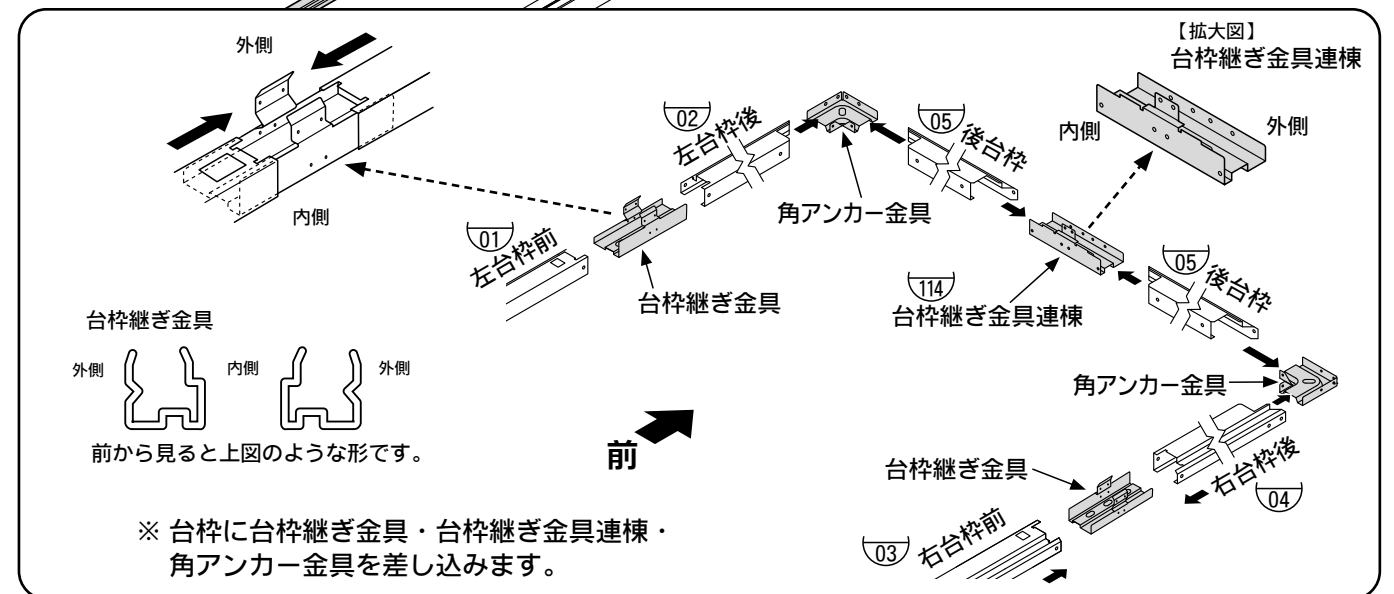 【拡大図】
台枠継ぎ金具連棟
外側
内側
内側
外側
02
左台枠後
05
後台枠
角アンカー金具
01
左台枠前
台枠継ぎ金具
114
台枠継ぎ金具連棟
05
後台枠
台枠継ぎ金具
外側
内側
外側
前から見ると上図のような形です。
角アンカー金具
前
台枠継ぎ金具
右台枠後
04
03
右台枠前
※ 台枠に台枠継ぎ金具・台枠継ぎ金具連棟・
角アンカー金具を差し込みます。